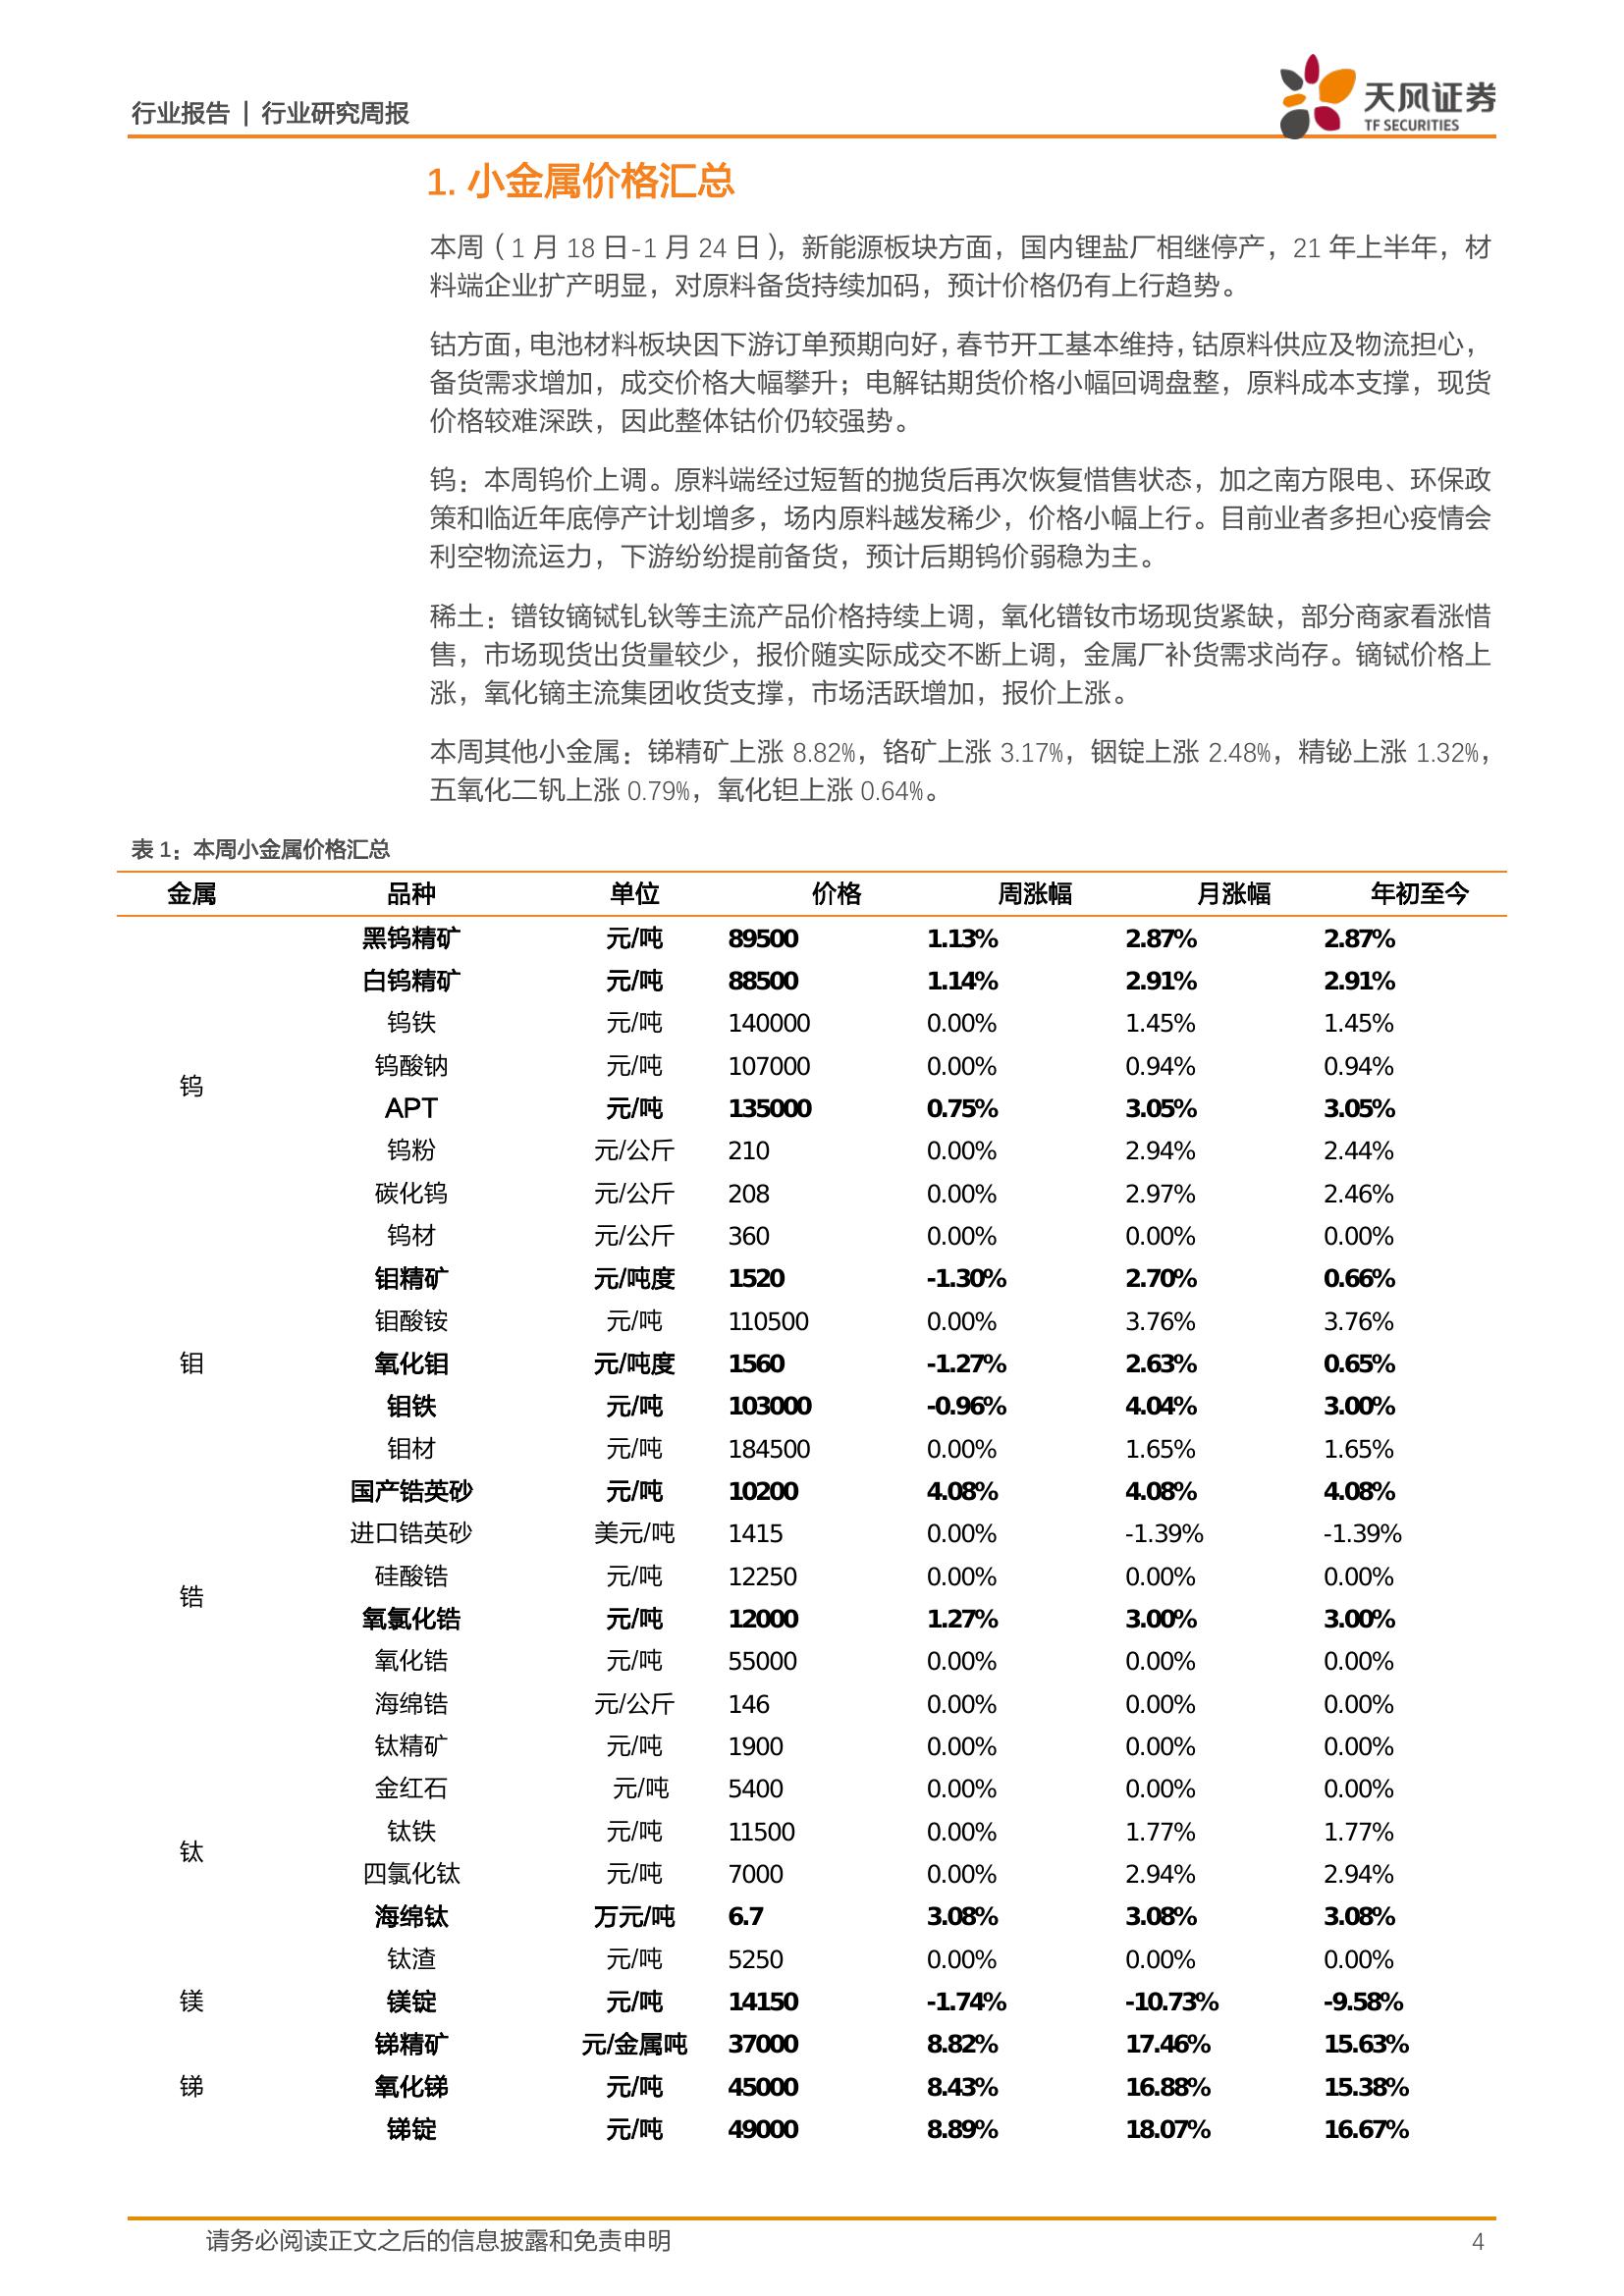 行业报告 | 行业研究周报
天风证券
TF SECURITIES
1. 小金属价格汇总
本周（1 月 18 日-1 月 24 日），新能源板块方面，国内锂盐厂相继停产，21 年上半年，材
料端企业扩产明显，对原料备货持续加码，预计价格仍有上行趋势。
钴方面，电池材料板块因下游订单预期向好，春节开工基本维持，钴原料供应及物流担心，
备货需求增加，成交价格大幅攀升；电解钴期货价格小幅回调盘整，原料成本支撑，现货
价格较难深跌，因此整体钴价仍较强势。
钨：本周钨价上调。原料端经过短暂的抛货后再次恢复惜售状态，加之南方限电、环保政
策和临近年底停产计划增多，场内原料越发稀少，价格小幅上行。目前业者多担心疫情会
利空物流运力，下游纷纷提前备货，预计后期钨价弱稳为主。
稀土：镨钕镝铽钆钬等主流产品价格持续上调，氧化镨钕市场现货紧缺，部分商家看涨惜
售，市场现货出货量较少，报价随实际成交不断上调，金属厂补货需求尚存。镝铽价格上
涨，氧化镝主流集团收货支撑，市场活跃增加，报价上涨。
本周其他小金属：锑精矿上涨 8.82%，铬矿上涨 3.17%，铟锭上涨 2.48%，精铋上涨 1.32%，
五氧化二钒上涨 0.79%，氧化钽上涨 0.64%。
表 1：本周小金属价格汇总
金属 品种 单位 价格 周涨幅 月涨幅 年初至今
黑钨精矿 元/吨 89500 1.13% 2.87% 2.87%
白钨精矿 元/吨 88500 1.14% 2.91% 2.91%
钨铁 元/吨 140000 0.00% 1.45% 1.45%
钨酸钠 元/吨 107000 0.00% 0.94% 0.94%
钨
APT 元/吨 135000 0.75% 3.05% 3.05%
钨粉 元/公斤 210 0.00% 2.94% 2.44%
碳化钨 元/公斤 208 0.00% 2.97% 2.46%
钨材 元/公斤 360 0.00% 0.00% 0.00%
钼精矿 元/吨度 1520 -1.30% 2.70% 0.66%
钼酸铵 元/吨 110500 0.00% 3.76% 3.76%
钼 氧化钼 元/吨度 1560 -1.27% 2.63% 0.65%
钼铁 元/吨 103000 -0.96% 4.04% 3.00%
钼材 元/吨 184500 0.00% 1.65% 1.65%
国产锆英砂 元/吨 10200 4.08% 4.08% 4.08%
进口锆英砂 美元/吨 1415 0.00% -1.39% -1.39%
硅酸锆 元/吨 12250 0.00% 0.00% 0.00%
锆
氧氯化锆 元/吨 12000 1.27% 3.00% 3.00%
氧化锆 元/吨 55000 0.00% 0.00% 0.00%
海绵锆 元/公斤 146 0.00% 0.00% 0.00%
钛精矿 元/吨 1900 0.00% 0.00% 0.00%
金红石 元/吨 5400 0.00% 0.00% 0.00%
钛铁 元/吨 11500 0.00% 1.77% 1.77%
钛
四氯化钛 元/吨 7000 0.00% 2.94% 2.94%
海绵钛 万元/吨 6.7 3.08% 3.08% 3.08%
钛渣 元/吨 5250 0.00% 0.00% 0.00%
镁 镁锭 元/吨 14150 -1.74% -10.73% -9.58%
锑精矿 元/金属吨 37000 8.82% 17.46% 15.63%
锑 氧化锑 元/吨 45000 8.43% 16.88% 15.38%
锑锭 元/吨 49000 8.89% 18.07% 16.67%
请务必阅读正文之后的信息披露和免责申明 4